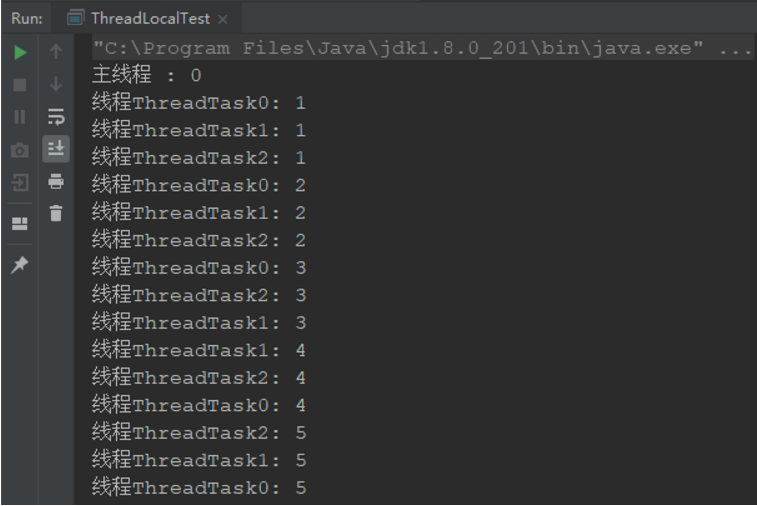 Run: ThreadLocalTest ×
"C:\Program Files\Java\jdk1.8.0_201\bin\java.exe" ...
主线程 : 0
线程ThreadTask0: 1
线程ThreadTask1: 1
线程ThreadTask2: 1
线程ThreadTask0: 2
线程ThreadTask1: 2
线程ThreadTask2: 2
线程ThreadTask0: 3
线程ThreadTask2: 3
线程ThreadTask1: 3
线程ThreadTask1: 4
线程ThreadTask2: 4
线程ThreadTask0: 4
线程ThreadTask2: 5
线程ThreadTask1: 5
线程ThreadTask0: 5